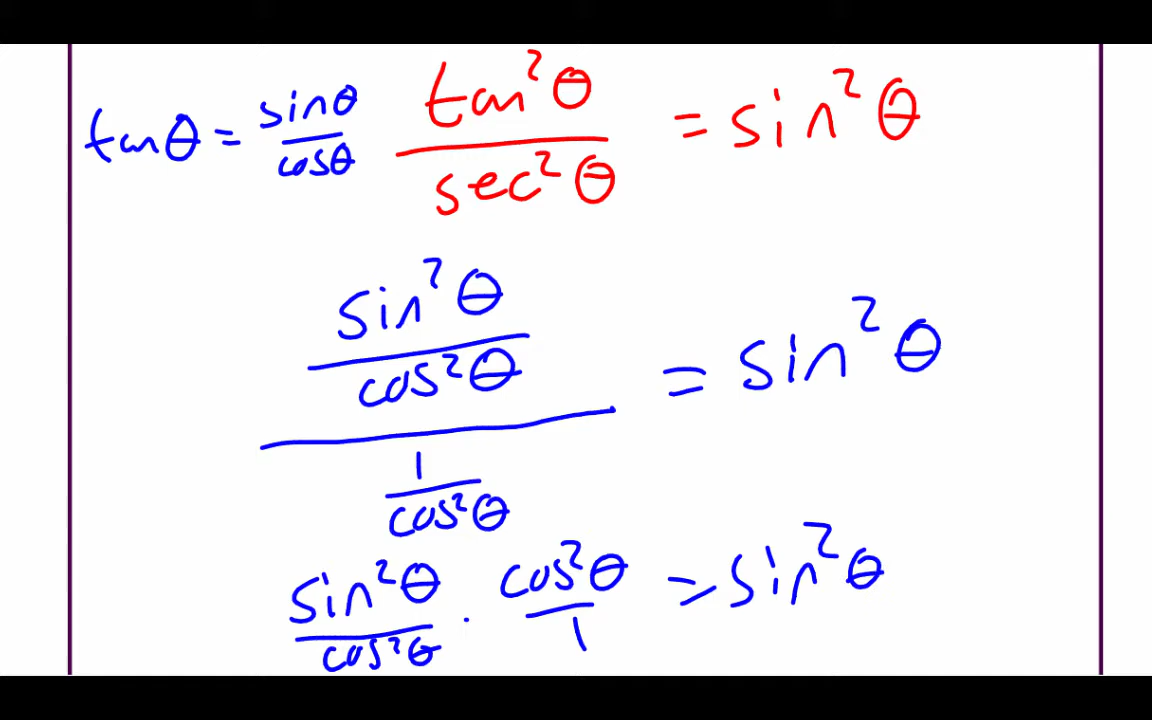 tanθ = sinθ/cosθ tan²θ/sec²θ = sin²θ
(sin²θ/cos²θ)/(1/cos²θ) = sin²θ
sin²θ/cos²θ · cos²θ/1 = sin²θ